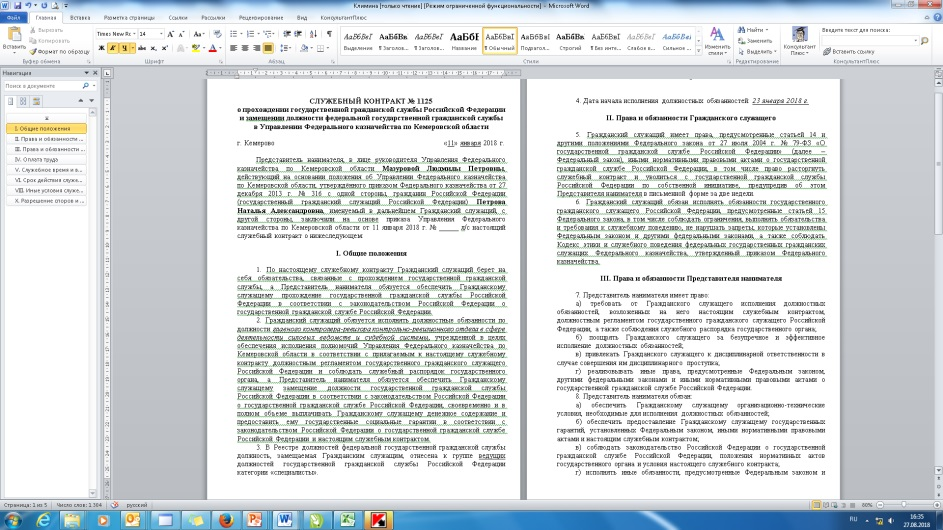 Климина [только чтение] [Режим ограниченной функциональности] - Microsoft Word
Файл Главная Вставка Разметка страницы Ссылки Рассылки Рецензирование Вид КонсультантПлюс
Вставить
Вырезать
Копировать
Формат по образцу
Буфер обмена
Times New Ro 14
Шрифт
Абзац
Выделение Заголо... Заголо... Название Обычный Подзагол... Строгий Без инте... Слабое в... Сильное ...
Стили
Изменить стили
Найти
Заменить
Выделить
Редактирование
Консультант Плюс
Введите текст для поиска:
Вставить ссылку
КонсультантПлюс
Навигация
Поиск в документе
I. Общие положения
II. Права и обязанности ...
III. Права и обязанности ...
IV. Оплата труда
V. Служебное время и в...
VI. Срок действия служе...
VIII. Иные условия служе...
X. Разрешение споров и ...
СЛУЖЕБНЫЙ КОНТРАКТ № 1125
о прохождении государственной гражданской службы Российской Федерации
и замещении должности федеральной государственной гражданской службы
в Управлении Федерального казначейства по Кемеровской области
г. Кемерово «11» января 2018 г.
Представитель нанимателя, в лице руководителя Управления Федерального
казначейства по Кемеровской области Мазуровой Людмилы Петровны,
действующий на основании положения об Управлении Федерального казначейства
по Кемеровской области, утверждённого приказом Федерального казначейства от 27
декабря 2013 г. № 316 с одной стороны, гражданин Российской Федерации
(государственный гражданский служащий Российской Федерации) Петрова
Наталья Александровна, именуемый в дальнейшем Гражданский служащий, с
другой стороны, заключили на основе приказа Управления Федерального
казначейства по Кемеровской области от 11 января 2018 г. № ______ л/с настоящий
служебный контракт о нижеследующем:
I. Общие положения
1. По настоящему служебному контракту Гражданский служащий берет на
себя обязательства, связанные с прохождением государственной гражданской
службы, а Представитель нанимателя обязуется обеспечить Гражданскому
служащему прохождение государственной гражданской службы Российской
Федерации в соответствии с законодательством Российской Федерации о
государственной гражданской службе Российской Федерации.
2. Гражданский служащий обязуется исполнять должностные обязанности по
должности главного контролера-ревизора контрольно-ревизионного отдела в сфере
деятельности силовых ведомств и судебной системы, учрежденной в целях
обеспечения исполнения полномочий Управления Федерального казначейства по
Кемеровской области в соответствии с прилагаемым к настоящему служебному
контракту должностным регламентом государственного гражданского служащего
Российской Федерации и соблюдать служебный распорядок государственного
органа, а Представитель нанимателя обязуется обеспечить Гражданскому
служащему замещение должности государственной гражданской службы
Российской Федерации в соответствии с законодательством Российской Федерации
о государственной гражданской службе Российской Федерации, своевременно и в
полном объеме выплачивать Гражданскому служащему денежное содержание и
предоставить ему государственные социальные гарантии в соответствии с
законодательством Российской Федерации о государственной гражданской службе
Российской Федерации и настоящим служебным контрактом.
3. В Реестре должностей федеральной государственной гражданской службы
должность, замещаемая Гражданским служащим, отнесена к группе ведущих
должностей государственной гражданской службы Российской Федерации
категории «специалисты».
4. Дата начала исполнения должностных обязанностей 23 января 2018 г.
II. Права и обязанности Гражданского служащего
5. Гражданский служащий имеет права, предусмотренные статьей 14 и
другими положениями Федерального закона от 27 июля 2004 г. № 79-ФЗ «О
государственной гражданской службе Российской Федерации» (далее –
Федеральный закон), иными нормативными правовыми актами о государственной
гражданской службе Российской Федерации, в том числе право расторгнуть
служебный контракт и уволиться с государственной гражданской службы
Российской Федерации по собственной инициативе, предупредив об этом
Представителя нанимателя в письменной форме за две недели.
6. Гражданский служащий обязан исполнять обязанности государственного
гражданского служащего Российской Федерации, предусмотренные статьей 15
Федерального закона, в том числе соблюдать ограничения, выполнять обязательства
и требования к служебному поведению, не нарушать запреты, которые установлены
Федеральным законом и другими федеральными законами, а также соблюдать
Кодекс этики и служебного поведения федеральных государственных гражданских
служащих Федерального казначейства, утвержденный приказом Федерального
казначейства.
III. Права и обязанности Представителя нанимателя
7. Представитель нанимателя имеет право:
а) требовать от Гражданского служащего исполнения должностных
обязанностей, возложенных на него настоящим служебным контрактом,
должностным регламентом государственного гражданского служащего Российской
Федерации, а также соблюдения служебного распорядка государственного органа;
б) поощрять Гражданского служащего за безупречное и эффективное
исполнение должностных обязанностей;
в) привлекать Гражданского служащего к дисциплинарной ответственности в
случае совершения им дисциплинарного проступка;
г) реализовывать иные права, предусмотренные Федеральным законом,
другими федеральными законами и иными нормативными правовыми актами о
государственной гражданской службе Российской Федерации.
8. Представитель нанимателя обязан:
а) обеспечить Гражданскому служащему организационно-технические
условия, необходимые для исполнения должностных обязанностей;
б) обеспечить предоставление Гражданскому служащему государственных
гарантий, установленных Федеральным законом, иными нормативными правовыми
актами и настоящим служебным контрактом;
в) соблюдать законодательство Российской Федерации о государственной
гражданской службе Российской Федерации, положения нормативных актов
государственного органа и условия настоящего служебного контракта;
г) исполнять иные обязанности, предусмотренные Федеральным законом и
Страница: 1 из 5 Число слов: 1 364 русский 80%
RU 16:35
27.08.2018